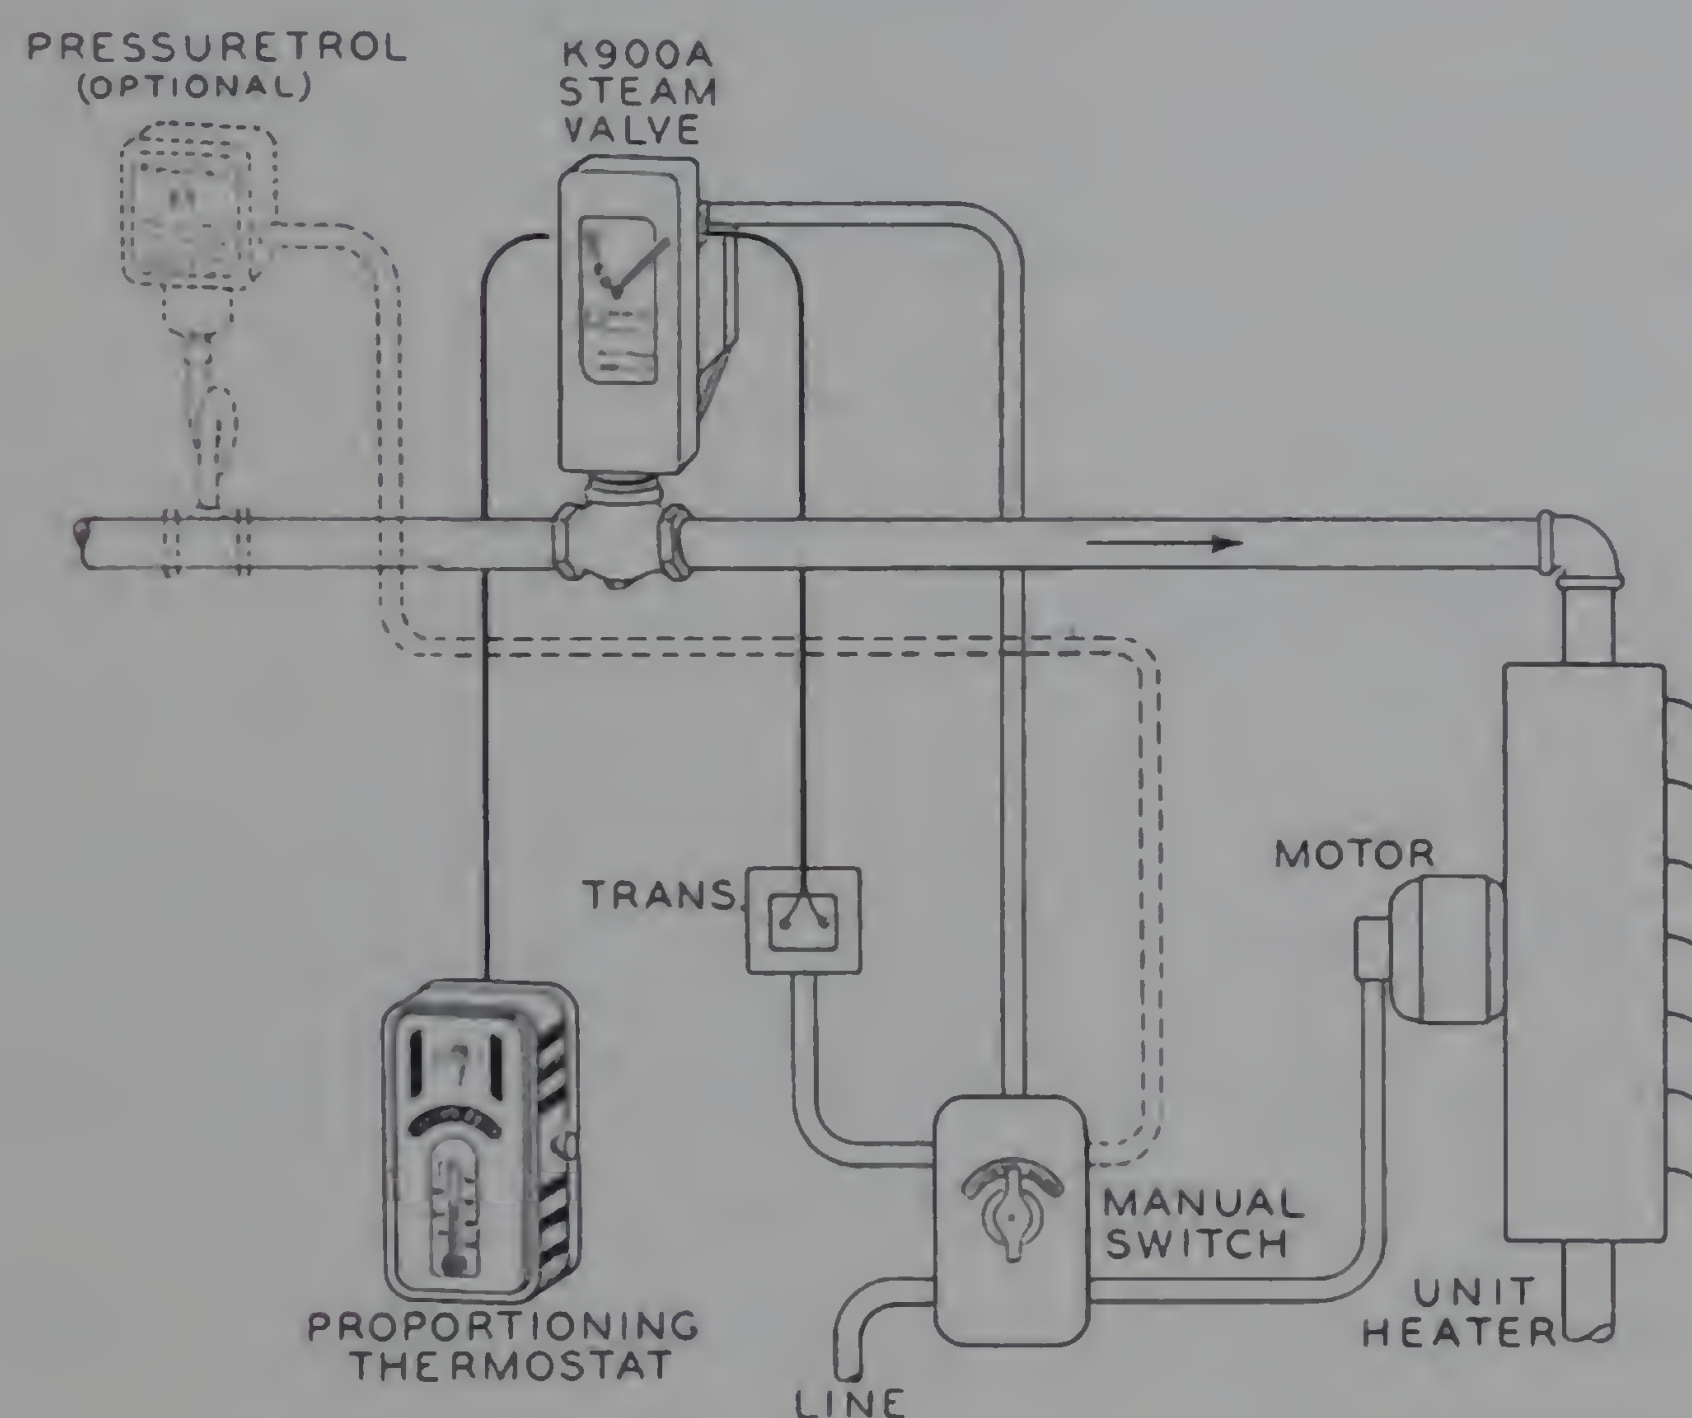 PRESSURETROL
(OPTIONAL)
K900A
STEAM
VALVE
TRANS.
MOTOR
MANUAL
SWITCH
UNIT
HEATER
PROPORTIONING
THERMOSTAT
LINE